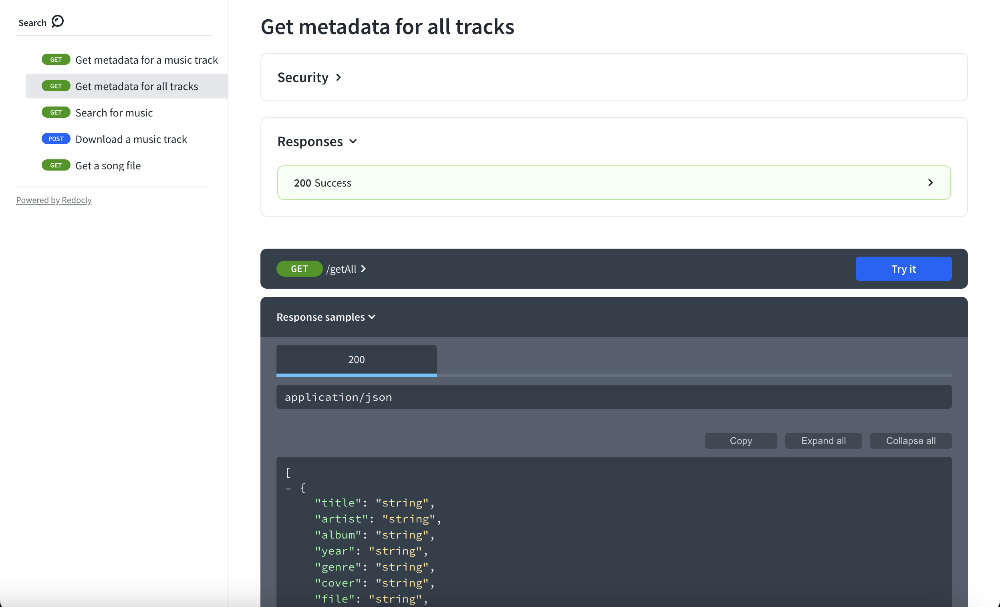 Search
GET Get metadata for a music track
GET Get metadata for all tracks
GET Search for music
POST Download a music track
GET Get a song file
Powered by Redocly
Get metadata for all tracks
Security
Responses
200 Success
GET /getAll
Try it
Response samples
200
application/json
Copy Expand all Collapse all
[
- {
"title": "string",
"artist": "string",
"album": "string",
"year": "string",
"genre": "string",
"cover": "string",
"file": "string",